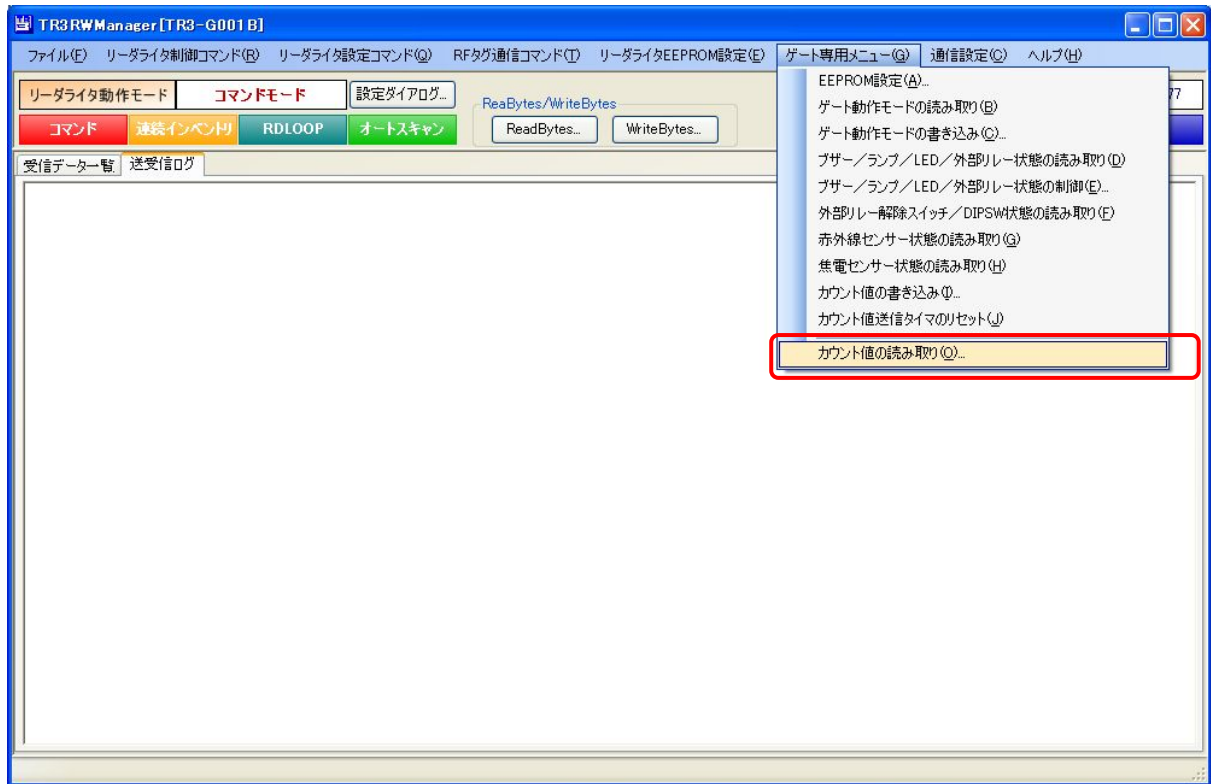 TR3RWManager[TR3-G001B]
ファイル(F) リーダライタ制御コマンド(R) リーダライタ設定コマンド(Q) RFタグ通信コマンド(T) リーダライタEEPROM設定(E) ゲート専用メニュー(G) 通信設定(C) ヘルプ(H)
リーダライタ動作モード コマンドモード 設定ダイアログ...
コマンド 連続インベントリ RDLOOP オートスキャン
ReaBytes/WriteBytes
ReadBytes... WriteBytes...
77
受信データ一覧 送受信ログ
EEPROM設定(A)...
ゲート動作モードの読み取り(B)
ゲート動作モードの書き込み(C)...
ブザー/ランプ/LED/外部リレー状態の読み取り(D)
ブザー/ランプ/LED/外部リレー状態の制御(E)...
外部リレー解除スイッチ/DIPSW状態の読み取り(F)
赤外線センサー状態の読み取り(G)
焦電センサー状態の読み取り(H)
カウント値の書き込み(I)...
カウント値送信タイマのリセット(J)
カウント値の読み取り(O)...